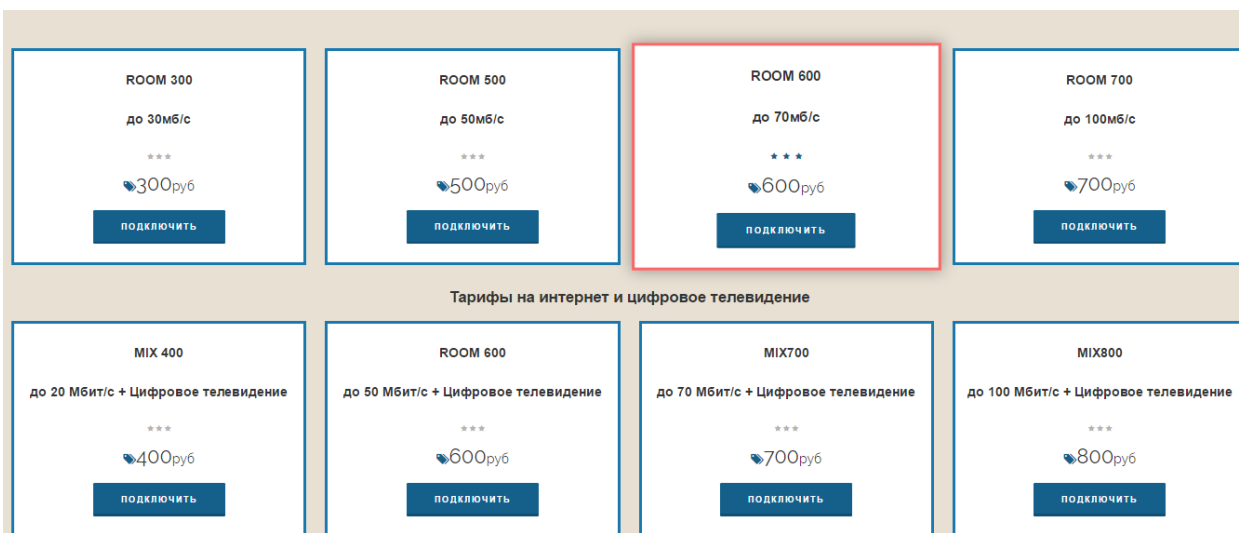 ROOM 300
до 30мб/с
300руб
ПОДКЛЮЧИТЬ
ROOM 500
до 50мб/с
500руб
ПОДКЛЮЧИТЬ
ROOM 600
до 70мб/с
600руб
ПОДКЛЮЧИТЬ
ROOM 700
до 100мб/с
700руб
ПОДКЛЮЧИТЬ
Тарифы на интернет и цифровое телевидение
MIX 400
до 20 Мбит/с + Цифровое телевидение
400руб
ПОДКЛЮЧИТЬ
ROOM 600
до 50 Мбит/с + Цифровое телевидение
600руб
ПОДКЛЮЧИТЬ
MIX700
до 70 Мбит/с + Цифровое телевидение
700руб
ПОДКЛЮЧИТЬ
MIX800
до 100 Мбит/с + Цифровое телевидение
800руб
ПОДКЛЮЧИТЬ